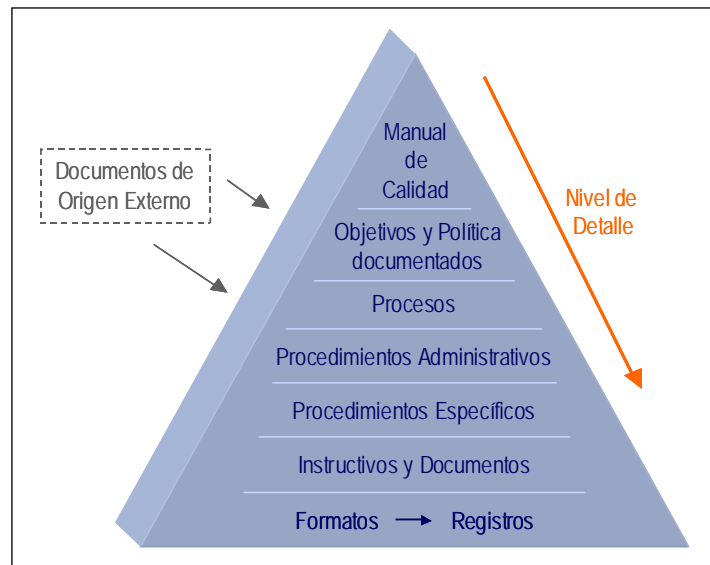 Manual
de
Calidad
Documentos de
Origen Externo
Nivel de
Detalle
Objetivos y Política
documentados
Procesos
Procedimientos Administrativos
Procedimientos Específicos
Instructivos y Documentos
Formatos → Registros